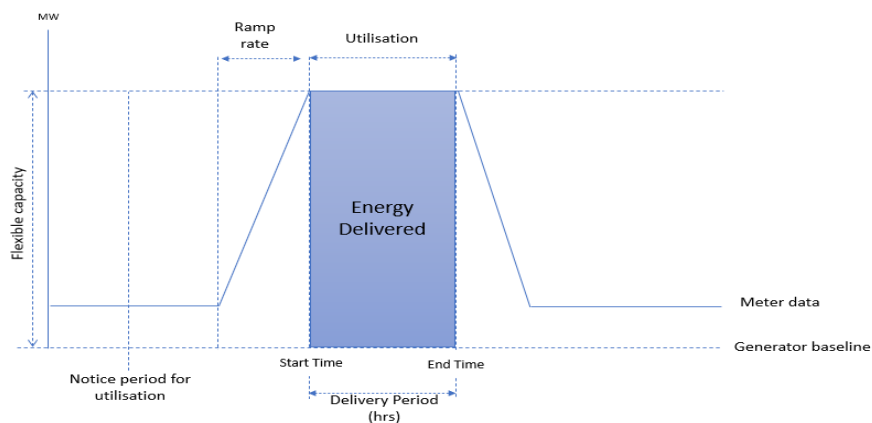 MW
Ramp
rate
Utilisation
Flexible capacity
Energy
Delivered
Meter data
Generator baseline
Start Time
End Time
Notice period for
utilisation
Delivery Period
(hrs)